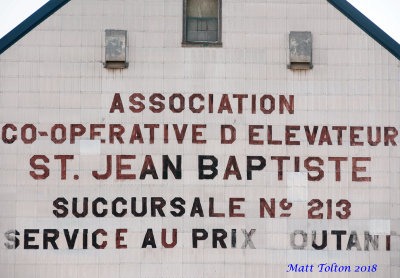 ASSOCIATION
CO-OPERATIVE D ELEVATEUR
ST. JEAN BAPTISTE
SUCCURSALE Nº 213
SERVICE AU PRIX OUTANT
Matt Tolton 2018